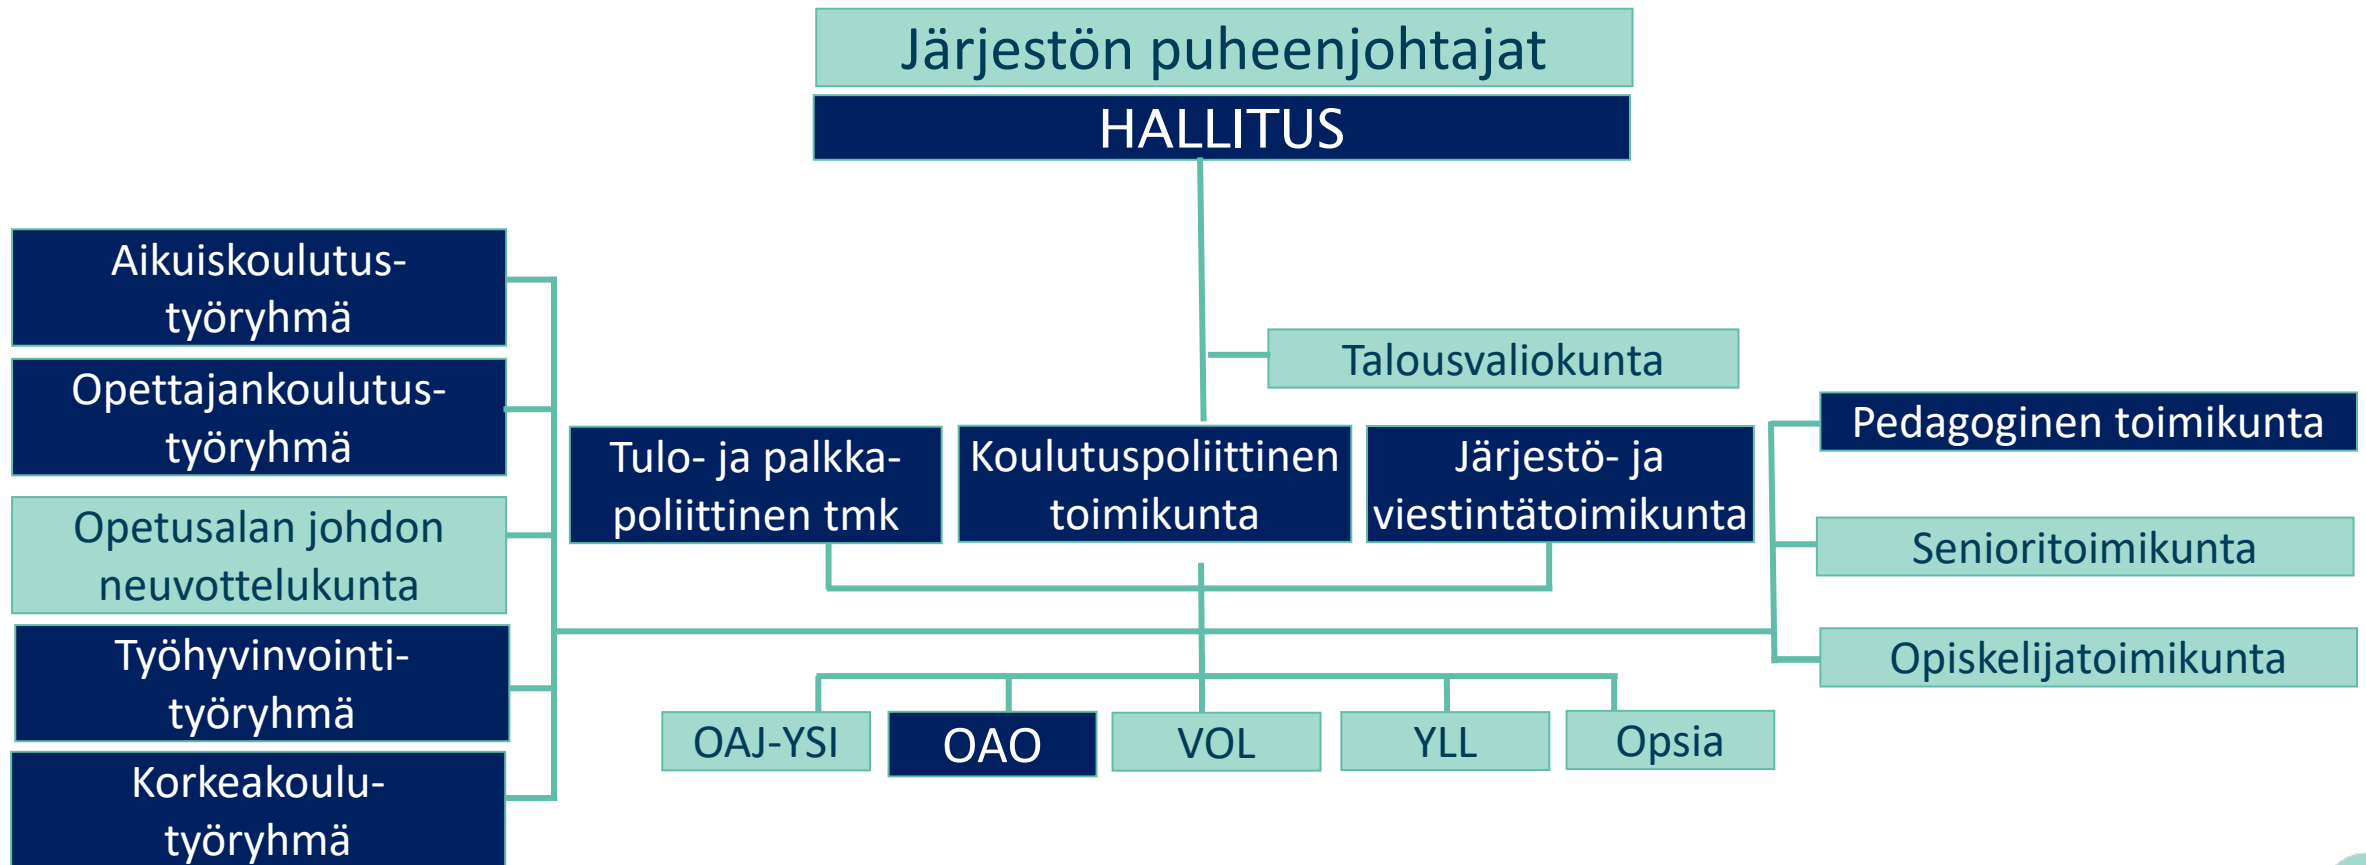 Järjestön puheenjohtajat
HALLITUS
Aikuiskoulutus-
työryhmä
Opettajankoulutus-
työryhmä
Opetusalan johdon
neuvottelukunta
Työhyvinvointi-
työryhmä
Korkeakoulu-
työryhmä
Talousvaliokunta
Tulo- ja palkka-
poliittinen tmk
Koulutuspoliittinen
toimikunta
Järjestö- ja
viestintätoimikunta
Pedagoginen toimikunta
Senioritoimikunta
Opiskelijatoimikunta
OAJ-YSI
OAO
VOL
YLL
Opsia